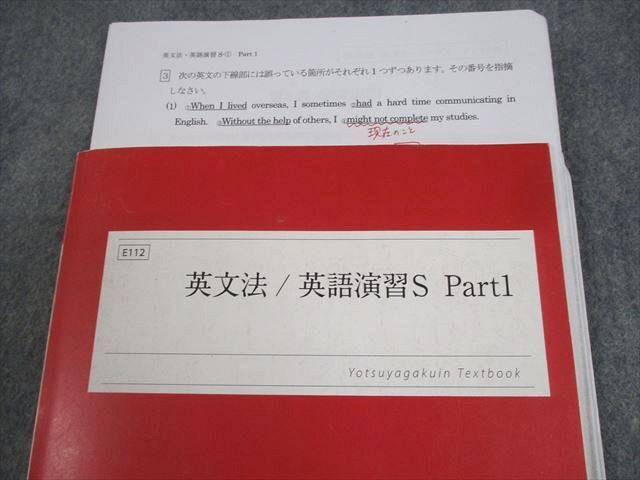 英文法・英語演習S-① Part 1
3 次の英文の下線部には誤っている箇所がそれぞれ1つずつあります。その番号を指摘
しなさい。
(1) ①When I lived overseas, I sometimes ②had a hard time communicating in
English. ③Without the help of others, I ④might not complete my studies.
現在のこと
E112
英文法 / 英語演習S Part1
Yotsuyagakuin Textbook